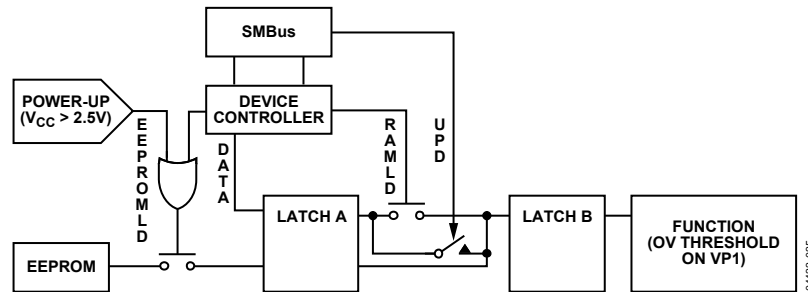 SMBus
POWER-UP
(VCC > 2.5V)
DEVICE
CONTROLLER
EEPROMLD
DATA
RAMLD
UPD
LATCH A
LATCH B
FUNCTION
(OV THRESHOLD
ON VP1)
EEPROM